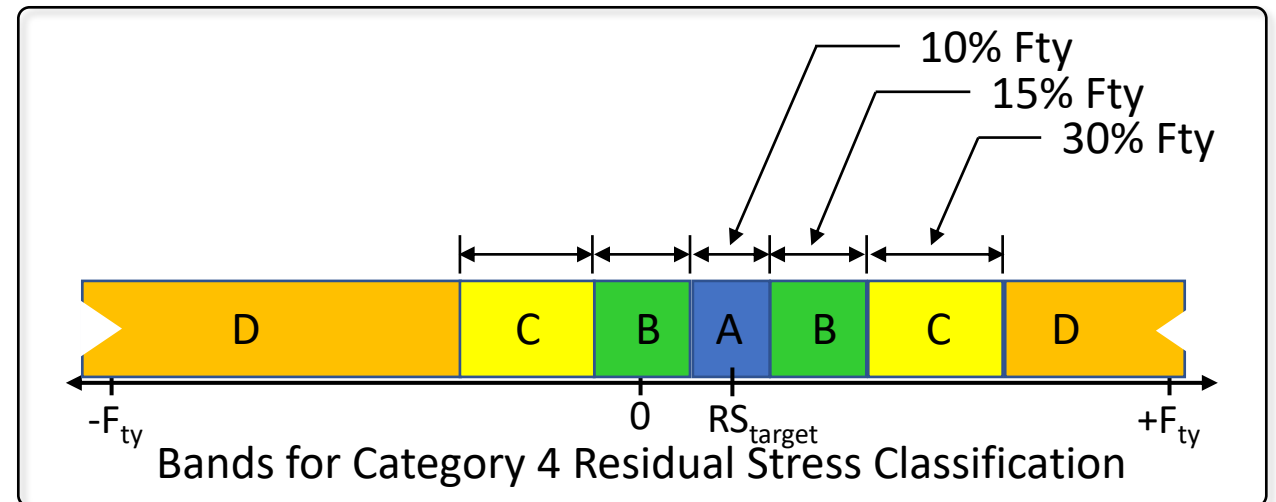 10% Fty
15% Fty
30% Fty
D C B A B C D
-Fty 0 RStarget +Fty
Bands for Category 4 Residual Stress Classification